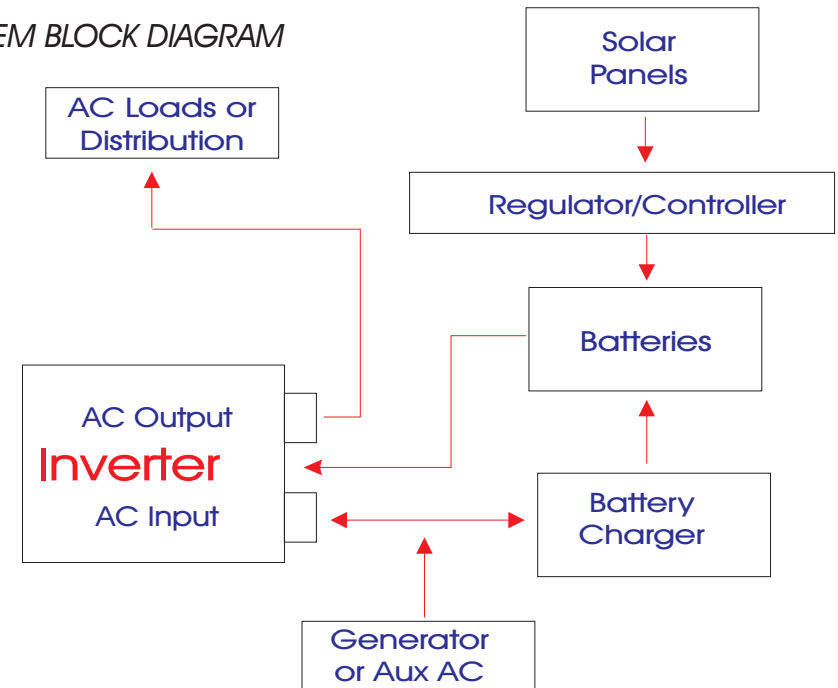 EM BLOCK DIAGRAM
Solar
Panels
AC Loads or
Distribution
Regulator/Controller
Batteries
AC Output
Inverter
AC Input
Battery
Charger
Generator
or Aux AC